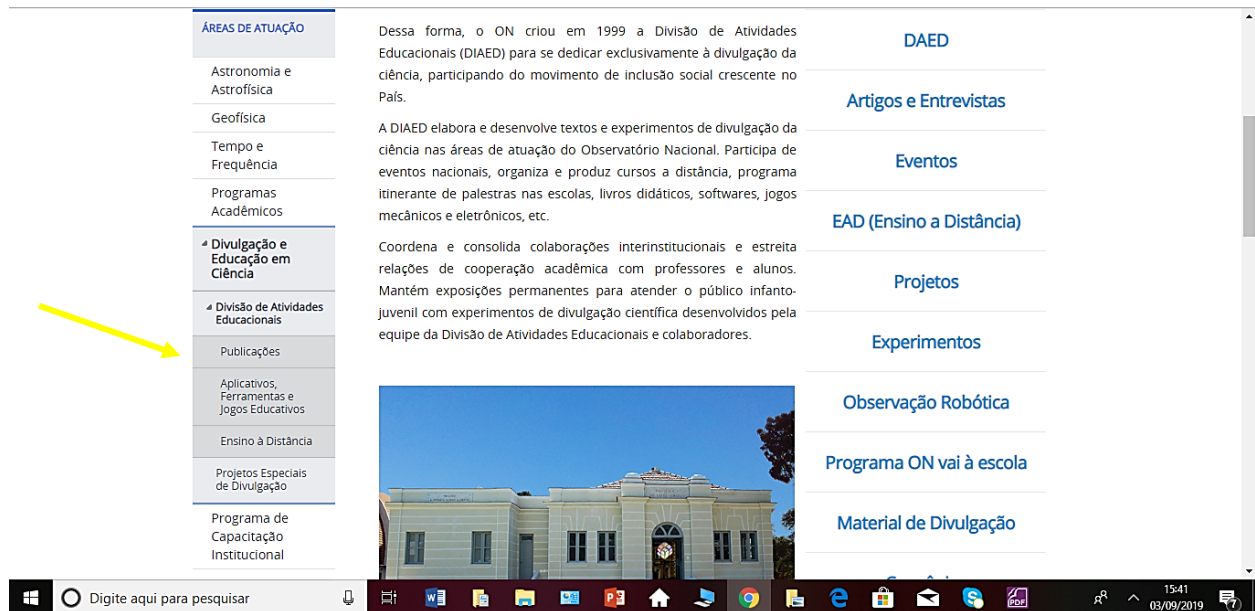 ÁREAS DE ATUAÇÃO
Astronomia e
Astrofísica
Geofísica
Tempo e
Frequência
Programas
Acadêmicos
Divulgação e
Educação em
Ciência
Divisão de Atividades
Educacionais
Publicações
Aplicativos,
Ferramentas e
Jogos Educativos
Ensino à Distância
Projetos Especiais
de Divulgação
Programa de
Capacitação
Institucional
Dessa forma, o ON criou em 1999 a Divisão de Atividades
Educacionais (DIAED) para se dedicar exclusivamente à divulgação da
ciência, participando do movimento de inclusão social crescente no
País.
A DIAED elabora e desenvolve textos e experimentos de divulgação da
ciência nas áreas de atuação do Observatório Nacional. Participa de
eventos nacionais, organiza e produz cursos a distância, programa
itinerante de palestras nas escolas, livros didáticos, softwares, jogos
mecânicos e eletrônicos, etc.
Coordena e consolida colaborações interinstitucionais e estreita
relações de cooperação acadêmica com professores e alunos.
Mantém exposições permanentes para atender o público infanto-
juvenil com experimentos de divulgação científica desenvolvidos pela
equipe da Divisão de Atividades Educacionais e colaboradores.
DAED
Artigos e Entrevistas
Eventos
EAD (Ensino a Distância)
Projetos
Experimentos
Observação Robótica
Programa ON vai à escola
Material de Divulgação
Digite aqui para pesquisar
PDF
15:41
03/09/2019
7